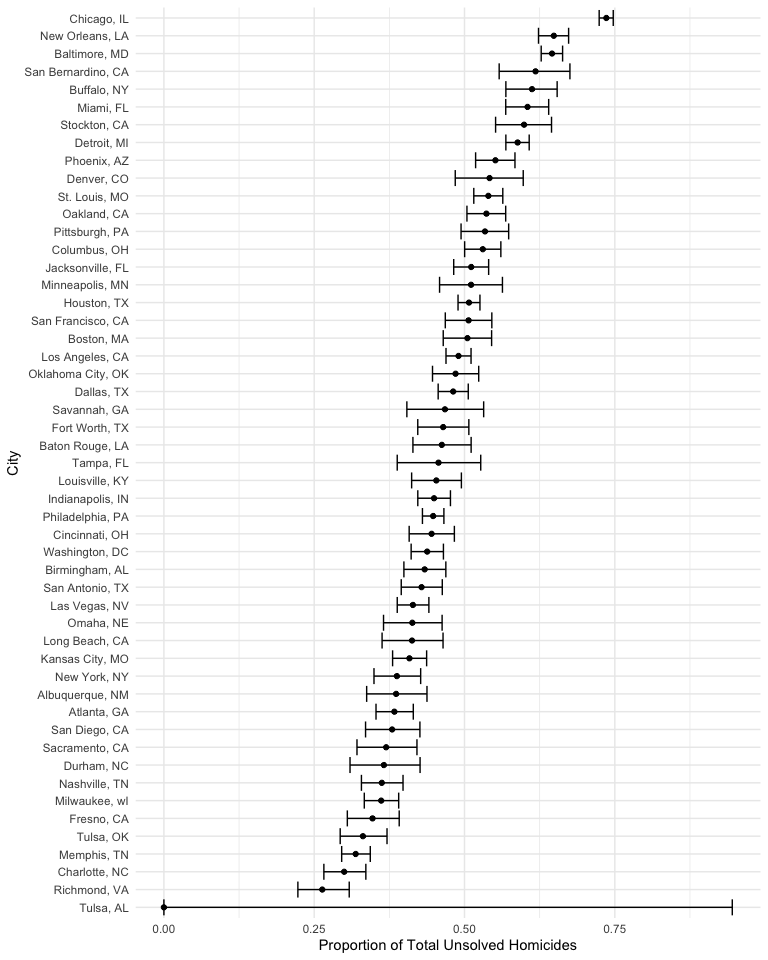 Chicago, IL
New Orleans, LA
Baltimore, MD
San Bernardino, CA
Buffalo, NY
Miami, FL
Stockton, CA
Detroit, MI
Phoenix, AZ
Denver, CO
St. Louis, MO
Oakland, CA
Pittsburgh, PA
Columbus, OH
Jacksonville, FL
Minneapolis, MN
Houston, TX
San Francisco, CA
Boston, MA
Los Angeles, CA
Oklahoma City, OK
Dallas, TX
Savannah, GA
Fort Worth, TX
Baton Rouge, LA
Tampa, FL
Louisville, KY
Indianapolis, IN
Philadelphia, PA
Cincinnati, OH
Washington, DC
Birmingham, AL
San Antonio, TX
Las Vegas, NV
Omaha, NE
Long Beach, CA
Kansas City, MO
New York, NY
Albuquerque, NM
Atlanta, GA
San Diego, CA
Sacramento, CA
Durham, NC
Nashville, TN
Milwaukee, wI
Fresno, CA
Tulsa, OK
Memphis, TN
Charlotte, NC
Richmond, VA
Tulsa, AL
City
0.00 0.25 0.50 0.75
Proportion of Total Unsolved Homicides